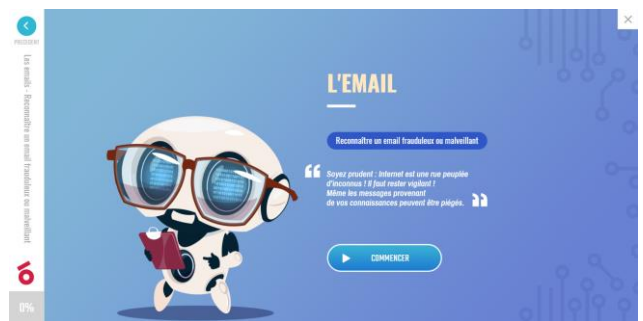 PRÉCÉDENT
Les emails - Reconnaître un email frauduleux ou malveillant
0%
L'EMAIL
Reconnaître un email frauduleux ou malveillant
“ Soyez prudent : Internet est une rue peuplée
d'inconnus ! Il faut rester vigilant !
Même les messages provenant
de vos connaissances peuvent être piégés. ”
COMMENCER